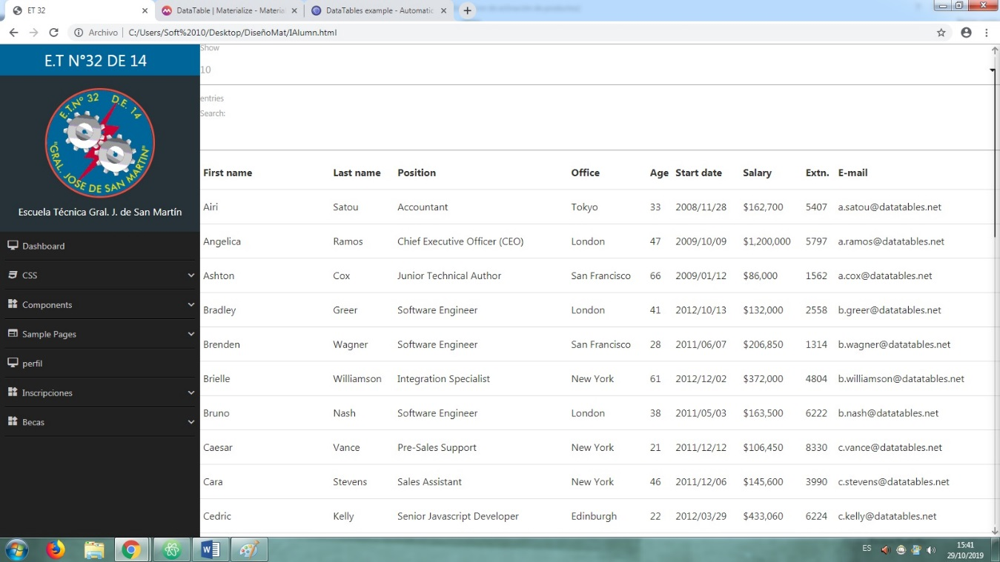 ET 32
DataTable | Materialize - Material
DataTables example - Automatic
Archivo
C:/Users/Soft%2010/Desktop/DiseñoMat/IAlumn.html
E.T N°32 DE 14
E.T.Nº 32 D.E. 14
"GRAL. JOSE DE SAN MARTIN"
Escuela Técnica Gral. J. de San Martín
Dashboard
CSS
Components
Sample Pages
perfil
Inscripciones
Becas
Show
10
entries
Search:
First name Last name Position Office Age Start date Salary Extn. E-mail
Airi Satou Accountant Tokyo 33 2008/11/28 $162,700 5407 a.satou@datatables.net
Angelica Ramos Chief Executive Officer (CEO) London 47 2009/10/09 $1,200,000 5797 a.ramos@datatables.net
Ashton Cox Junior Technical Author San Francisco 66 2009/01/12 $86,000 1562 a.cox@datatables.net
Bradley Greer Software Engineer London 41 2012/10/13 $132,000 2558 b.greer@datatables.net
Brenden Wagner Software Engineer San Francisco 28 2011/06/07 $206,850 1314 b.wagner@datatables.net
Brielle Williamson Integration Specialist New York 61 2012/12/02 $372,000 4804 b.williamson@datatables.net
Bruno Nash Software Engineer London 38 2011/05/03 $163,500 6222 b.nash@datatables.net
Caesar Vance Pre-Sales Support New York 21 2011/12/12 $106,450 8330 c.vance@datatables.net
Cara Stevens Sales Assistant New York 46 2011/12/06 $145,600 3990 c.stevens@datatables.net
Cedric Kelly Senior Javascript Developer Edinburgh 22 2012/03/29 $433,060 6224 c.kelly@datatables.net
ES
15:41
29/10/2019